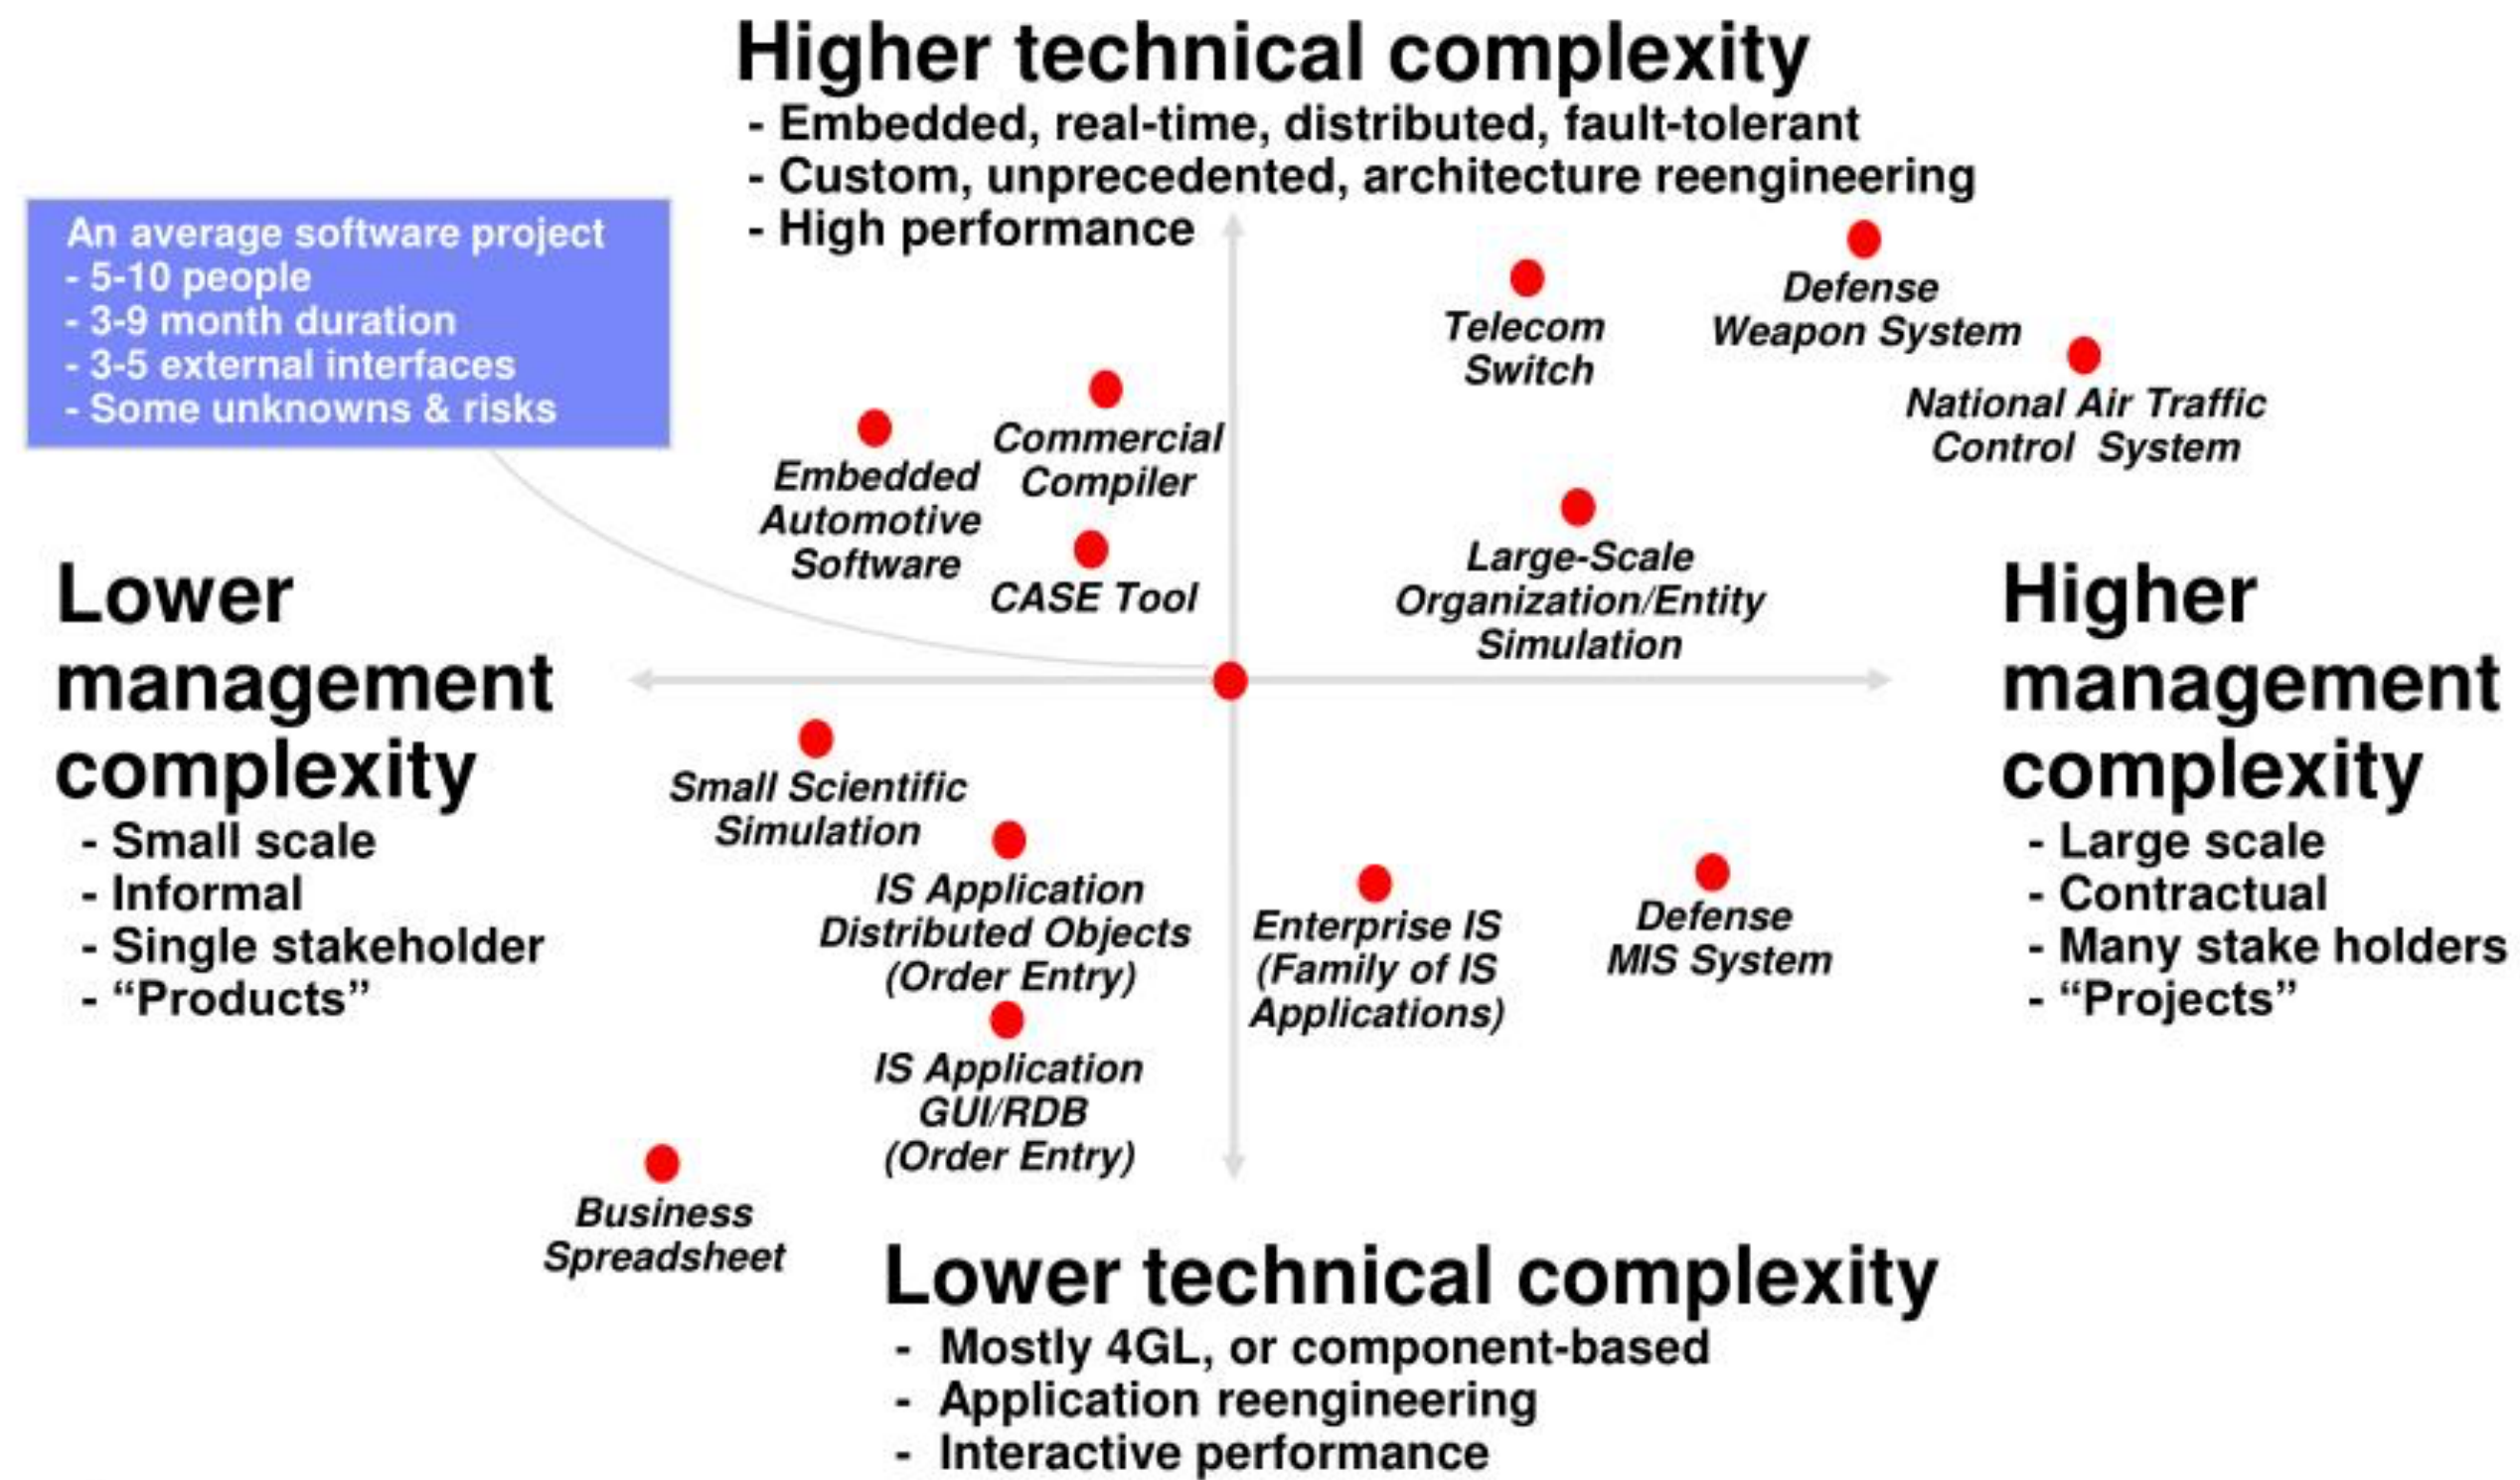 Higher technical complexity
- Embedded, real-time, distributed, fault-tolerant
- Custom, unprecedented, architecture reengineering
- High performance
An average software project
- 5-10 people
- 3-9 month duration
- 3-5 external interfaces
- Some unknowns & risks
Telecom
Switch
Defense
Weapon System
National Air Traffic
Control System
Commercial
Compiler
Embedded
Automotive
Software
CASE Tool
Large-Scale
Organization/Entity
Simulation
Lower
management
complexity
- Small scale
- Informal
- Single stakeholder
- “Products”
Higher
management
complexity
- Large scale
- Contractual
- Many stake holders
- “Projects”
Small Scientific
Simulation
IS Application
Distributed Objects
(Order Entry)
Enterprise IS
(Family of IS
Applications)
Defense
MIS System
IS Application
GUI/RDB
(Order Entry)
Business
Spreadsheet
Lower technical complexity
- Mostly 4GL, or component-based
- Application reengineering
- Interactive performance